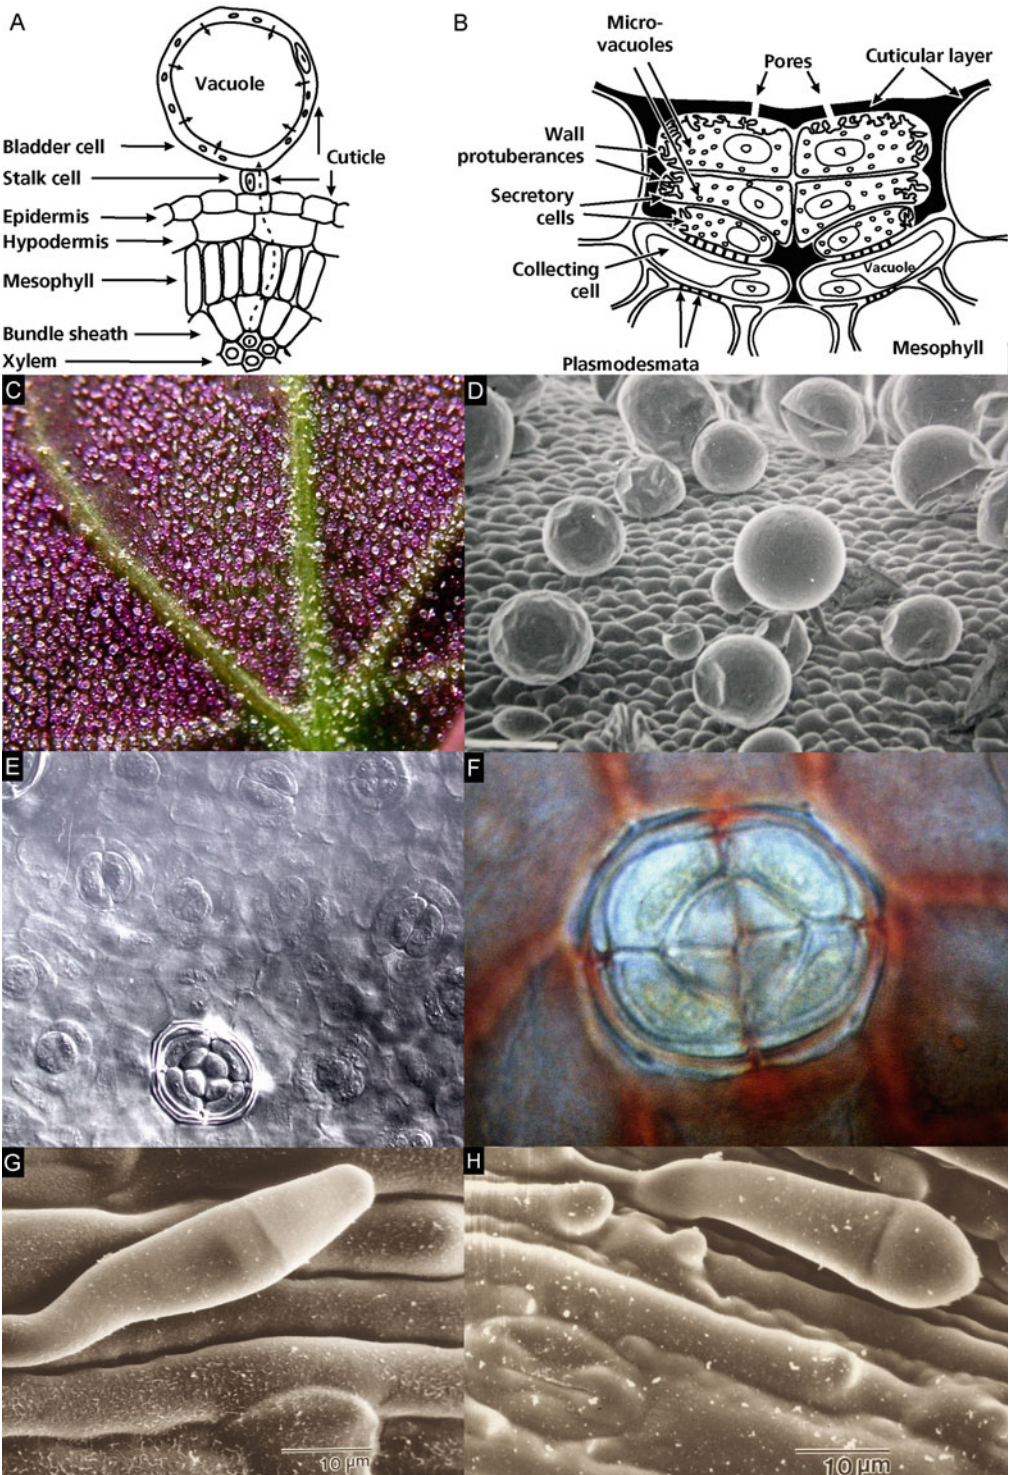 A
Vacuole
Bladder cell
Stalk cell
Cuticle
Epidermis
Hypodermis
Mesophyll
Bundle sheath
Xylem
B
Micro-
vacuoles
Pores
Cuticular layer
Wall
protuberances
Secretory
cells
Collecting
cell
Vacuole
Plasmodesmata
Mesophyll
C
D
E
F
G
10 µm
H
10 µm